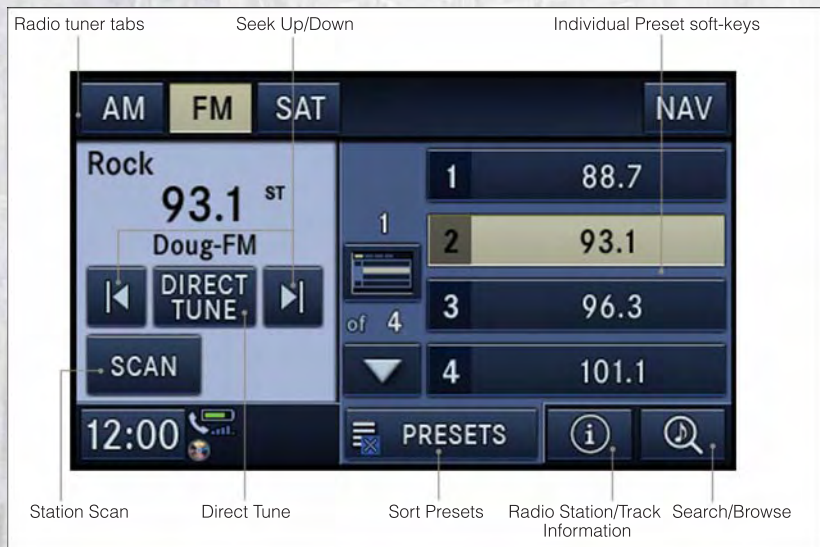 Radio tuner tabs
Seek Up/Down
Individual Preset soft-keys
AM
FM
SAT
NAV
Rock
93.1 ST
Doug-FM
DIRECT
TUNE
SCAN
1
of 4
1 88.7
2 93.1
3 96.3
4 101.1
12:00
PRESETS
i
Station Scan
Direct Tune
Sort Presets
Radio Station/Track
Information
Search/Browse